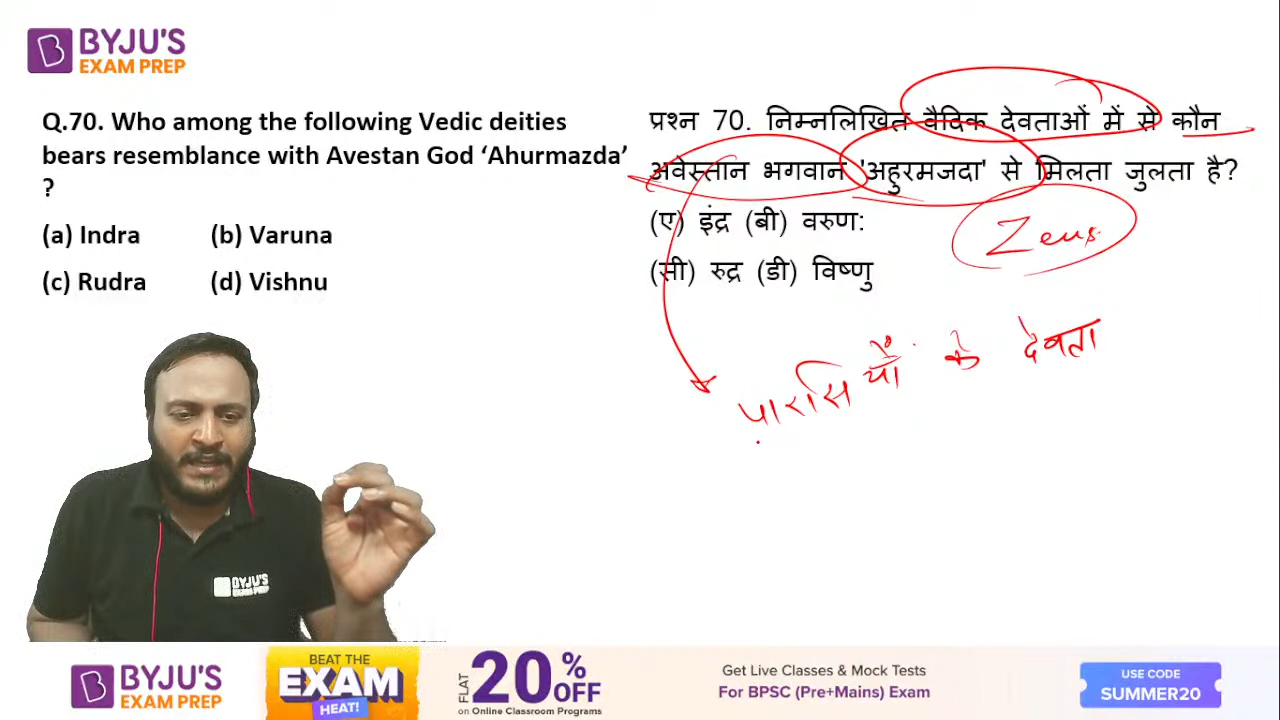 BYJU'S
EXAM PREP
Q.70. Who among the following Vedic deities
bears resemblance with Avestan God ‘Ahurmazda’
?
(a) Indra (b) Varuna
(c) Rudra (d) Vishnu
प्रश्न 70. निम्नलिखित वैदिक देवताओं में से कौन
अवेस्तान भगवान 'अहुरमजदा' से मिलता जुलता है?
(ए) इंद्र (बी) वरुण:
(सी) रुद्र (डी) विष्णु
Zeus
पारसियों के देवता
BYJU'S
EXAM PREP
BYJU'S
EXAM PREP
BEAT THE
EXAM
HEAT!
FLAT 20% OFF
on Online Classroom Programs
Get Live Classes & Mock Tests
For BPSC (Pre+Mains) Exam
USE CODE
SUMMER20